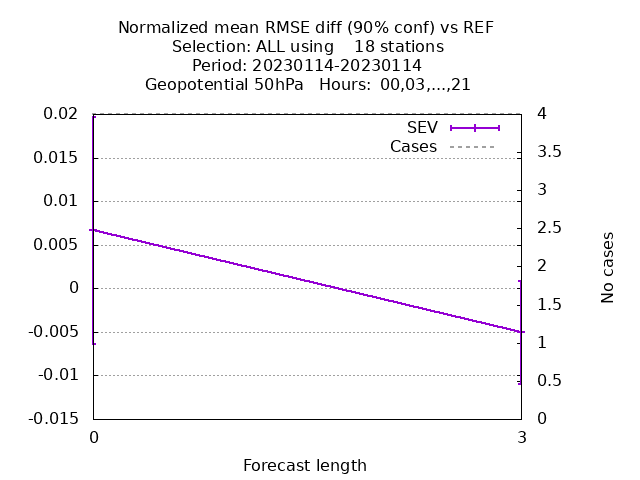 Normalized mean RMSE diff (90% conf) vs REF
Selection: ALL using    18 stations
Period: 20230114-20230114
Geopotential 50hPa   Hours: 00,03,...,21
0.02
0.015
0.01
0.005
0
-0.005
-0.01
-0.015
SEV
Cases
4
3.5
3
2.5
2
1.5
1
0.5
0
No cases
0
3
Forecast length